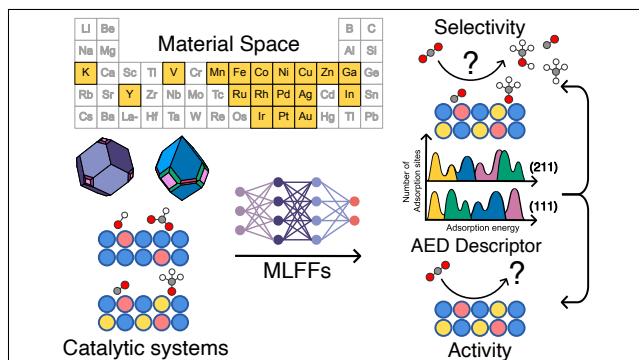 Material Space
Li Be B C
Na Mg Al Si
K Ca Sc Ti V Cr Mn Fe Co Ni Cu Zn Ga Ge
Rb Sr Y Zr Nb Mo Tc Ru Rh Pd Ag Cd In Sn
Cs Ba La- Hf Ta W Re Os Ir Pt Au Hg Tl Pb
Catalytic systems
MLFFs
Selectivity
?
Number of
Adsorption sites
(211)
(111)
Adsorption energy
AED Descriptor
?
Activity